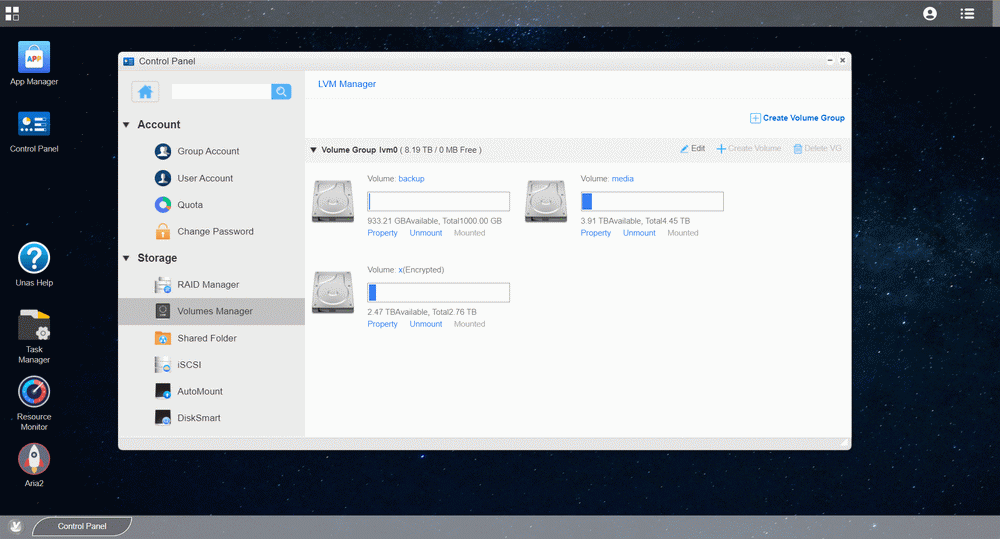 APP
App Manager
Control Panel
Unas Help
Task
Manager
Resource
Monitor
Aria2
Control Panel
Account
Group Account
User Account
Quota
Change Password
Storage
RAID Manager
Volumes Manager
Shared Folder
iSCSI
AutoMount
DiskSmart
LVM Manager
Create Volume Group
Volume Group lvm0 ( 8.19 TB / 0 MB Free )
Edit
Create Volume
Delete VG
Volume: backup
933.21 GBAvailable, Total1000.00 GB
Property Unmount Mounted
Volume: media
3.91 TBAvailable, Total4.45 TB
Property Unmount Mounted
Volume: x(Encrypted)
2.47 TBAvailable, Total2.76 TB
Property Unmount Mounted
Control Panel